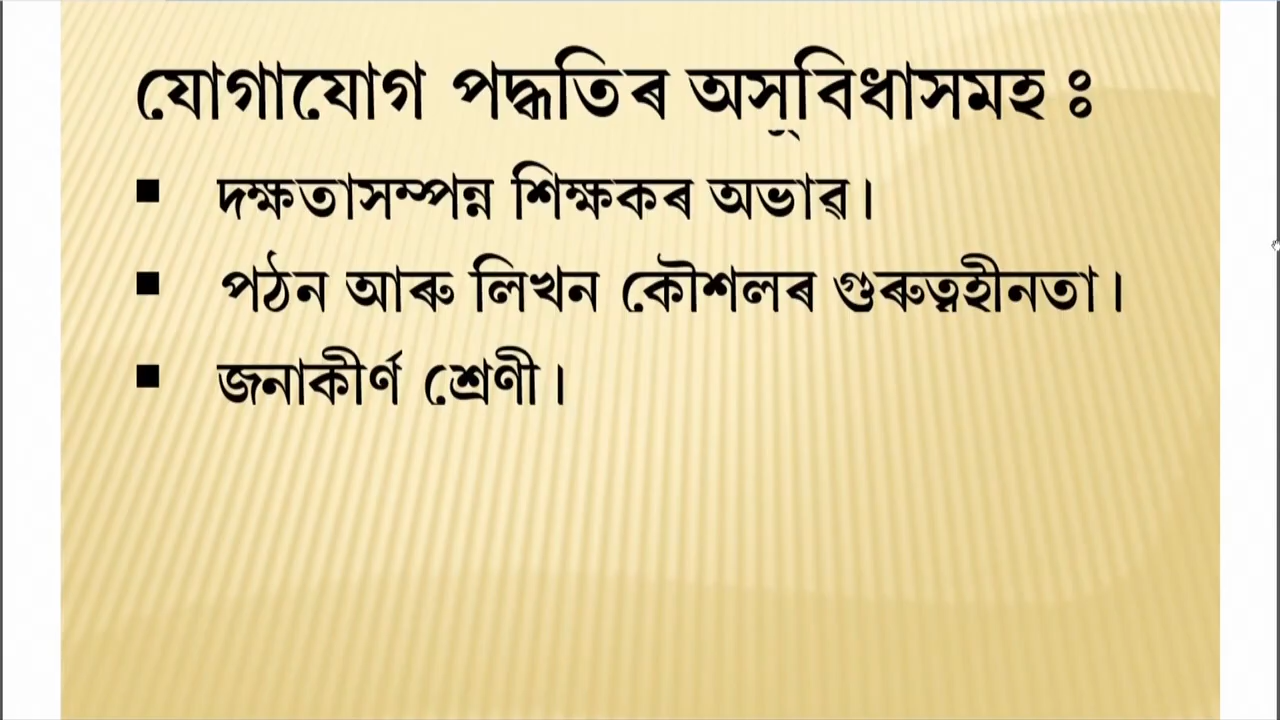 যোগাযোগ পদ্ধতিৰ অসুবিধাসমহ ঃ
▪ দক্ষতাসম্পন্ন শিক্ষকৰ অভাৱ।
▪ পঠন আৰু লিখন কৌশলৰ গুৰুত্বহীনতা।
▪ জনাকীৰ্ণ শ্ৰেণী।